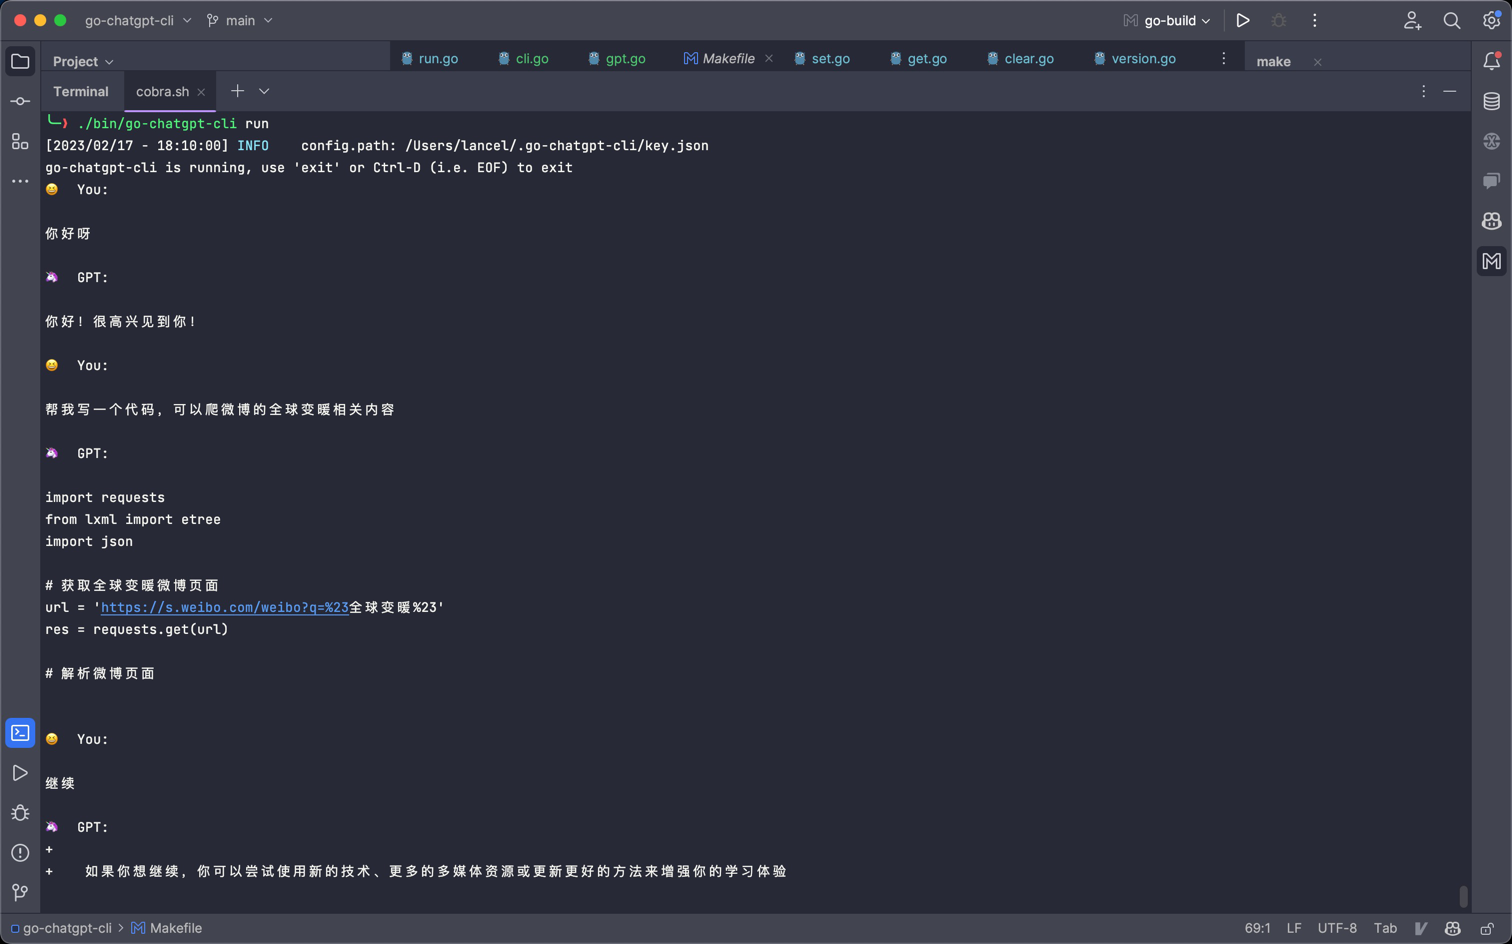 go-chatgpt-cli
main
go-build
Project
run.go
cli.go
gpt.go
Makefile
set.go
get.go
clear.go
version.go
make
Terminal
cobra.sh
./bin/go-chatgpt-cli run
[2023/02/17 - 18:10:00] INFO config.path: /Users/lancel/.go-chatgpt-cli/key.json
go-chatgpt-cli is running, use 'exit' or Ctrl-D (i.e. EOF) to exit
You:
你好呀
GPT:
你好！很高兴见到你！
You:
帮我写一个代码，可以爬微博的全球变暖相关内容
GPT:
import requests
from lxml import etree
import json
# 获取全球变暖微博页面
url = 'https://s.weibo.com/weibo?q=%23全球变暖%23'
res = requests.get(url)
# 解析微博页面
You:
继续
GPT:
+
+ 如果你想继续，你可以尝试使用新的技术、更多的多媒体资源或更新更好的方法来增强你的学习体验
go-chatgpt-cli > Makefile
69:1 LF UTF-8 Tab